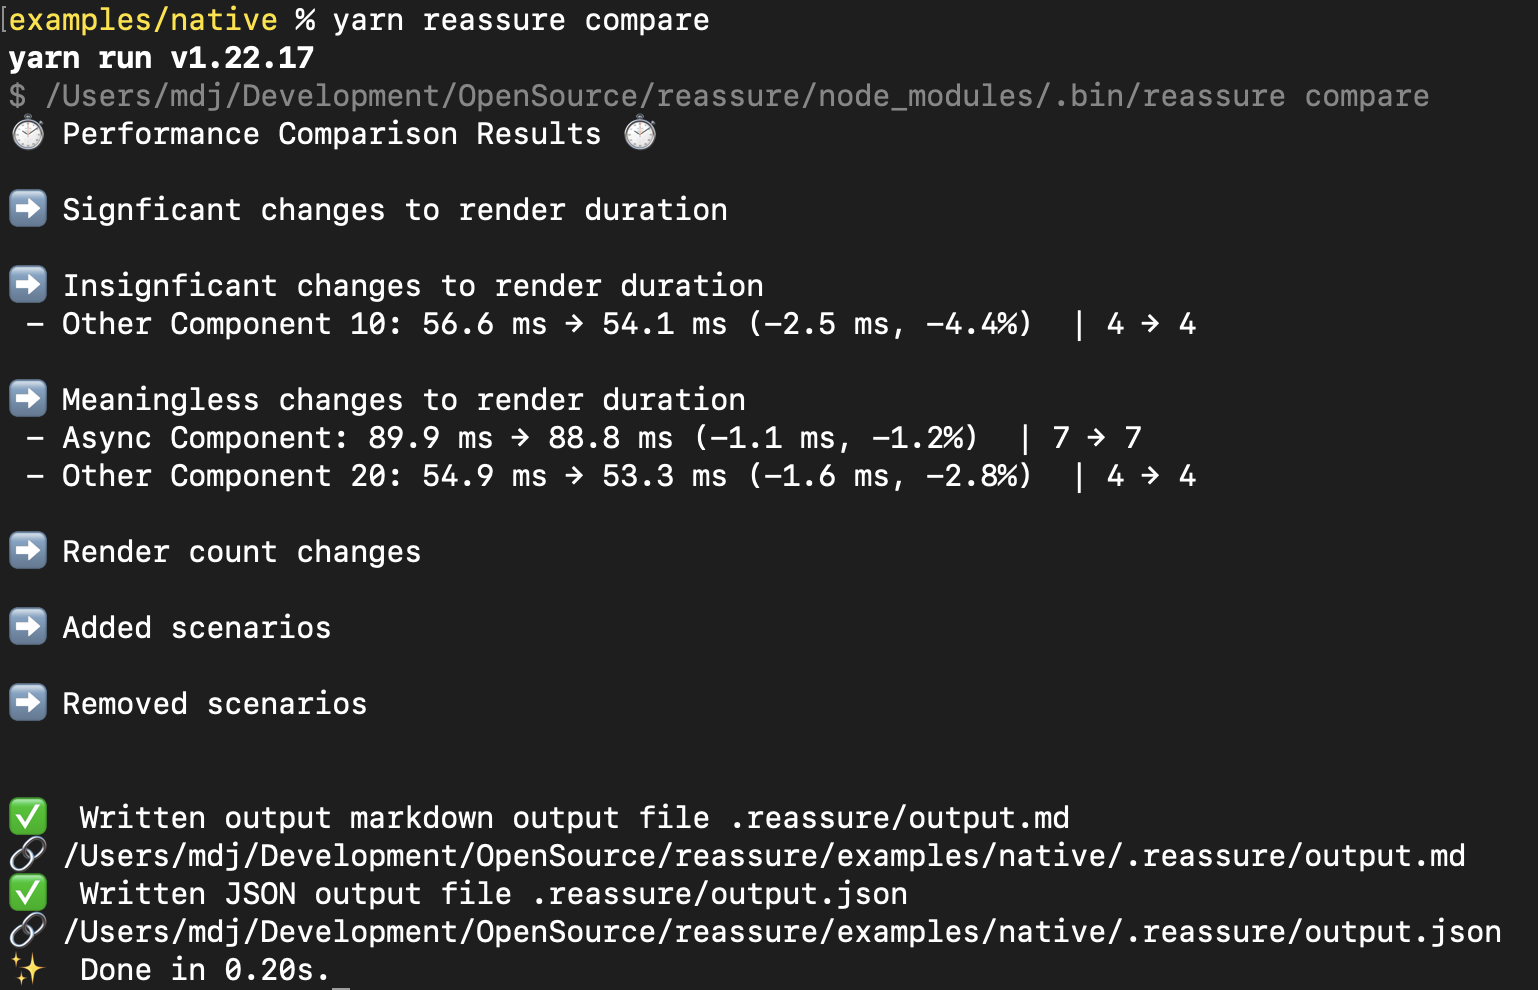 [examples/native % yarn reassure compare
yarn run v1.22.17
$ /Users/mdj/Development/OpenSource/reassure/node_modules/.bin/reassure compare
⏱ Performance Comparison Results ⏱
➡️ Signficant changes to render duration
➡️ Insignficant changes to render duration
 – Other Component 10: 56.6 ms → 54.1 ms (–2.5 ms, –4.4%)  | 4 → 4
➡️ Meaningless changes to render duration
 – Async Component: 89.9 ms → 88.8 ms (–1.1 ms, –1.2%)  | 7 → 7
 – Other Component 20: 54.9 ms → 53.3 ms (–1.6 ms, –2.8%)  | 4 → 4
➡️ Render count changes
➡️ Added scenarios
➡️ Removed scenarios
✅  Written output markdown output file .reassure/output.md
🔗 /Users/mdj/Development/OpenSource/reassure/examples/native/.reassure/output.md
✅  Written JSON output file .reassure/output.json
🔗 /Users/mdj/Development/OpenSource/reassure/examples/native/.reassure/output.json
✨  Done in 0.20s.